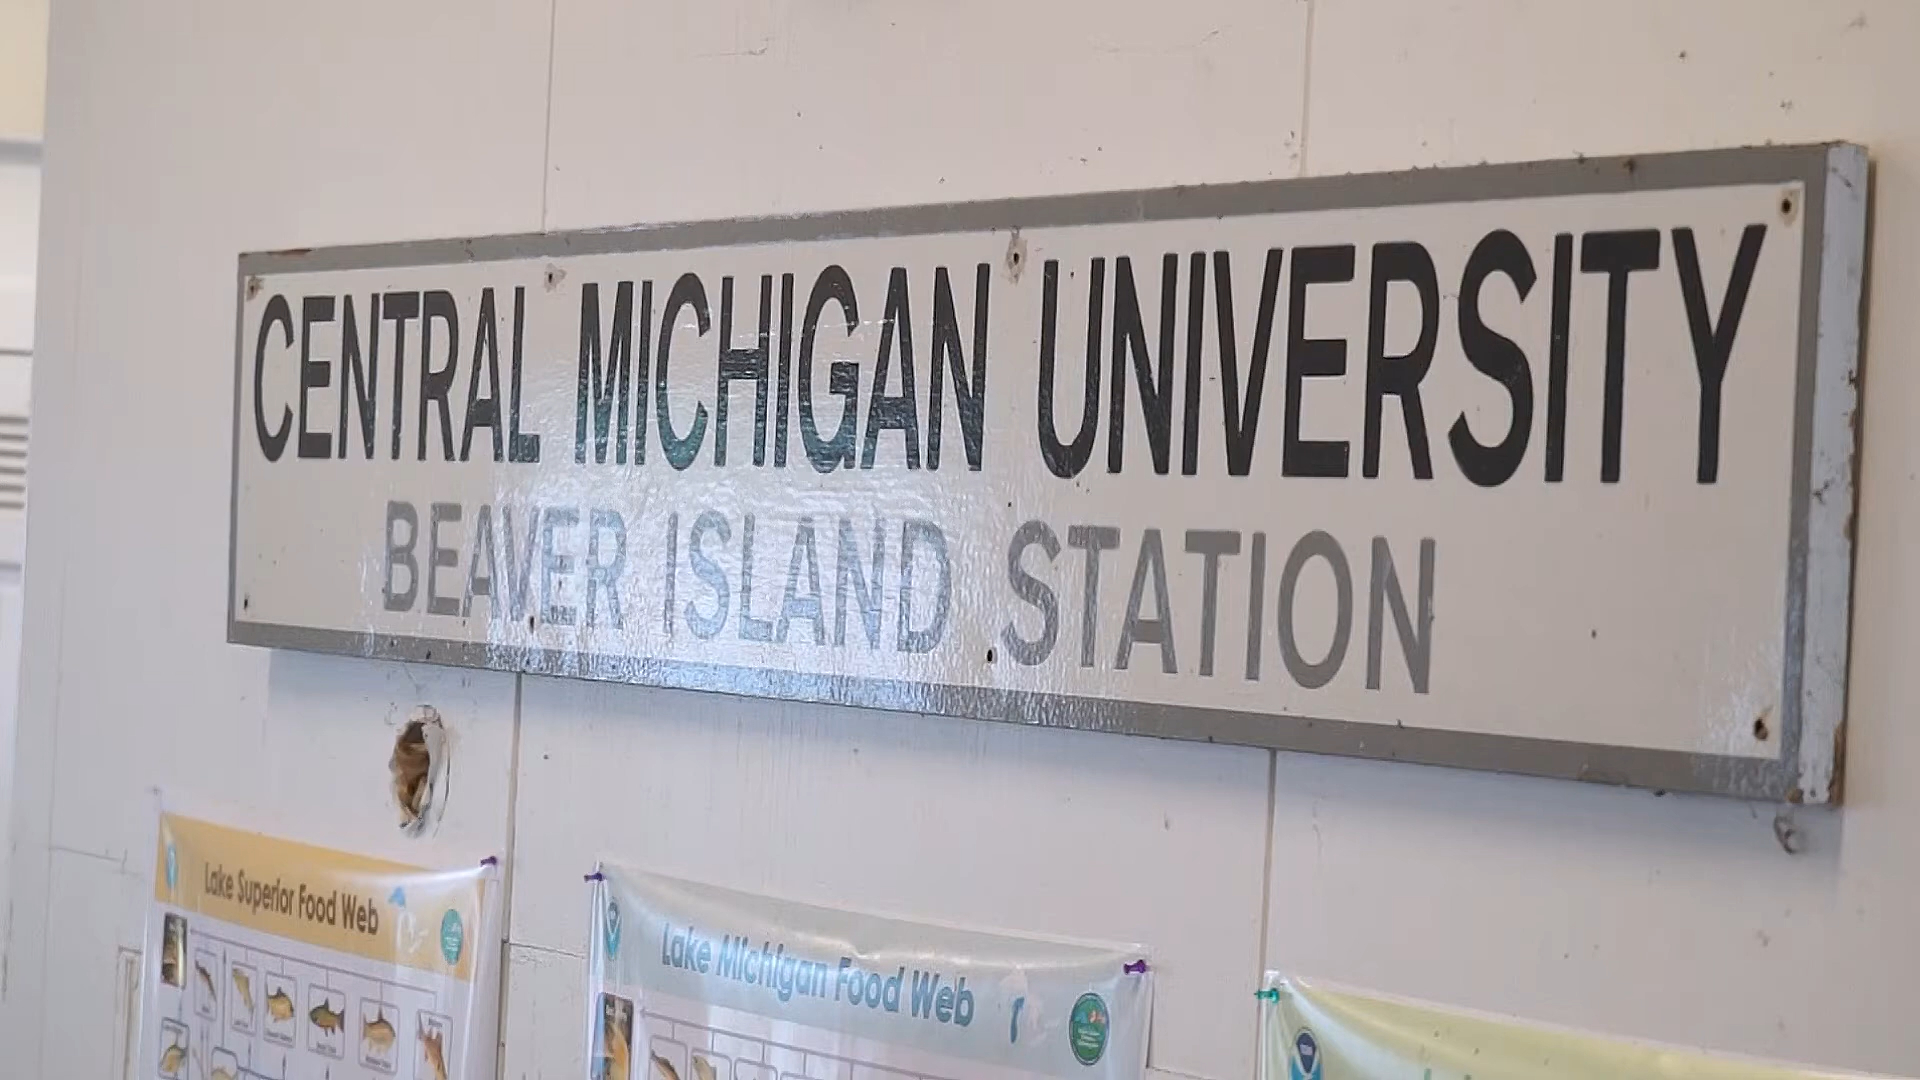 CENTRAL MICHIGAN UNIVERSITY
BEAVER ISLAND STATION
Lake Superior Food Web
Lake Michigan Food Web